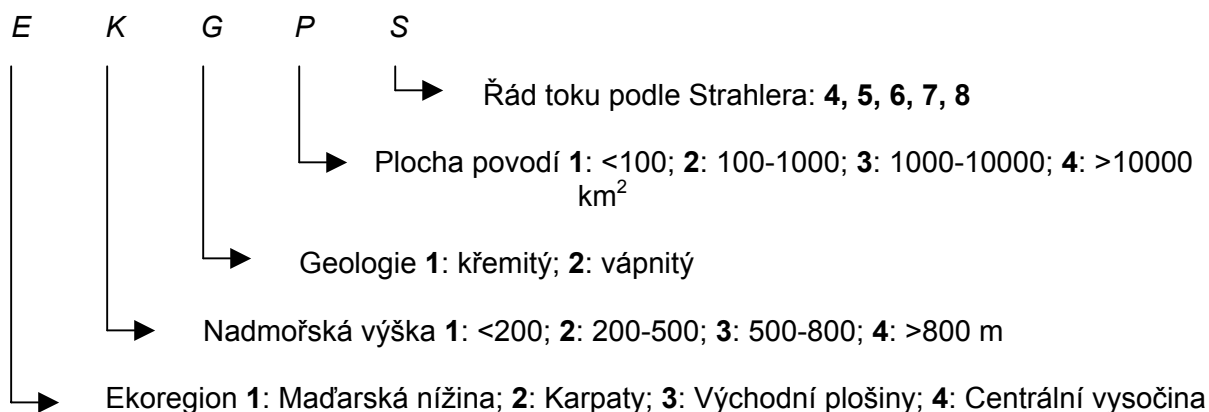 E K G P S
Řád toku podle Strahlera: 4, 5, 6, 7, 8
Plocha povodí 1: <100; 2: 100-1000; 3: 1000-10000; 4: >10000
km²
Geologie 1: křemitý; 2: vápnitý
Nadmořská výška 1: <200; 2: 200-500; 3: 500-800; 4: >800 m
Ekoregion 1: Maďarská nížina; 2: Karpaty; 3: Východní plošiny; 4: Centrální vysočina